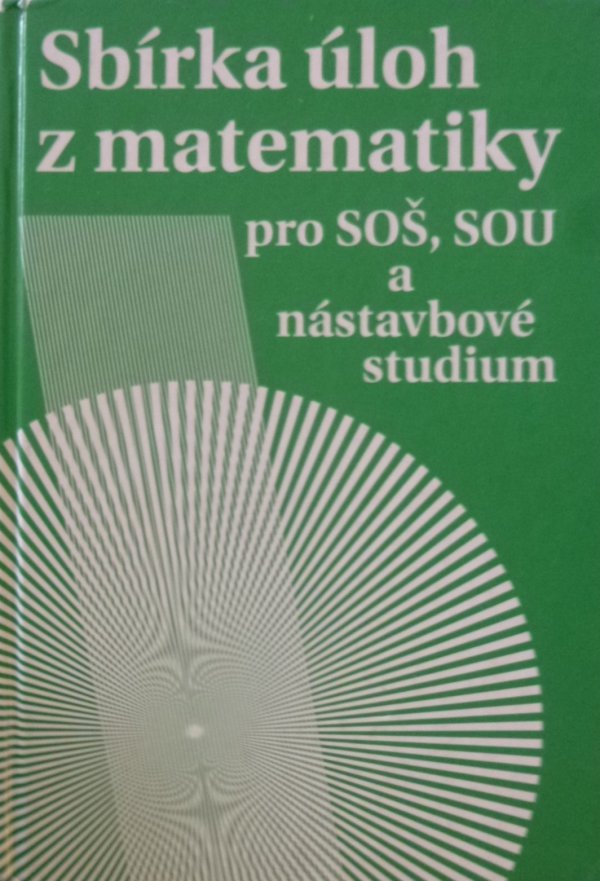 Sbírka úloh
z matematiky
pro SOŠ, SOU
a
nástavbové
studium